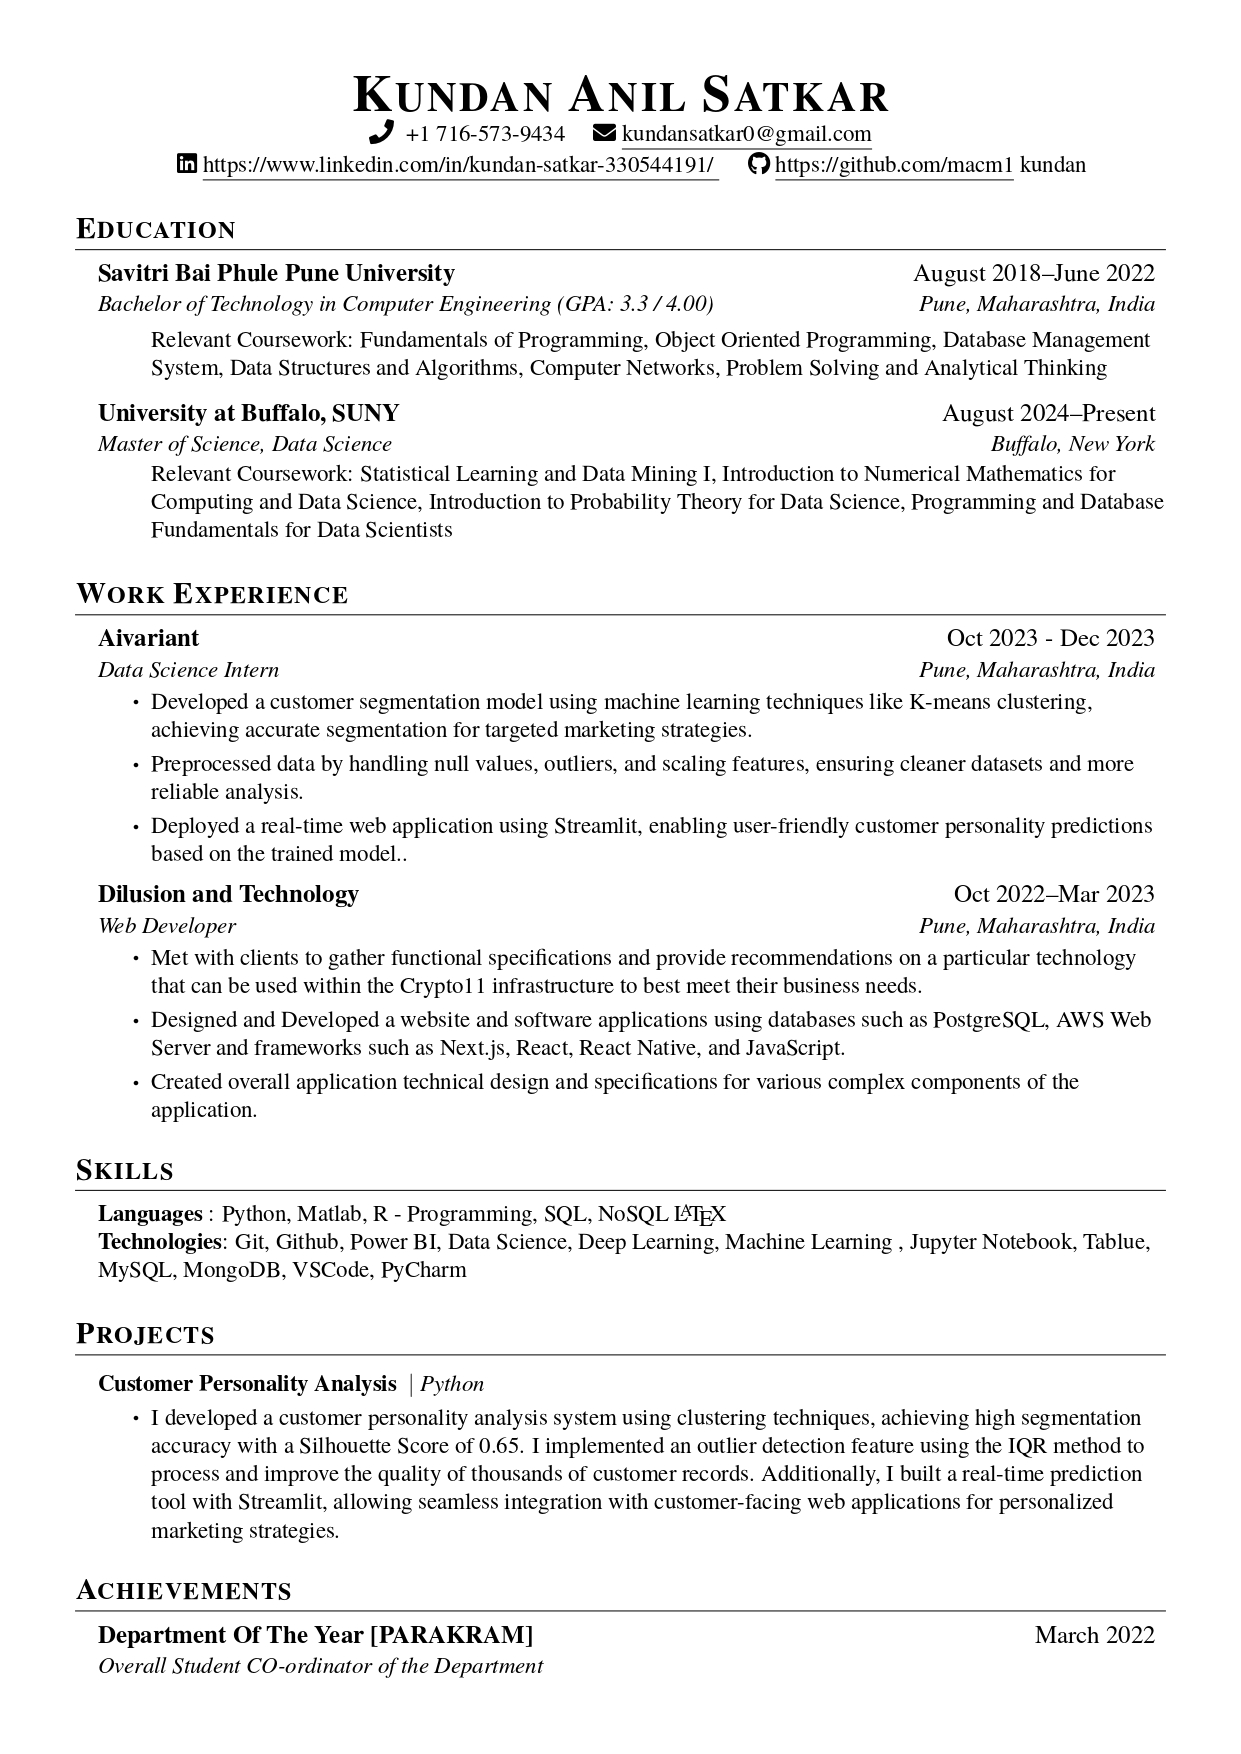 Kundan Anil Satkar
+1 716-573-9434 kundansatkar0@gmail.com
https://www.linkedin.com/in/kundan-satkar-330544191/ https://github.com/macm1 kundan
Education
Savitri Bai Phule Pune University August 2018–June 2022
Bachelor of Technology in Computer Engineering (GPA: 3.3 / 4.00) Pune, Maharashtra, India
Relevant Coursework: Fundamentals of Programming, Object Oriented Programming, Database Management
System, Data Structures and Algorithms, Computer Networks, Problem Solving and Analytical Thinking
University at Buffalo, SUNY August 2024–Present
Master of Science, Data Science Buffalo, New York
Relevant Coursework: Statistical Learning and Data Mining I, Introduction to Numerical Mathematics for
Computing and Data Science, Introduction to Probability Theory for Data Science, Programming and Database
Fundamentals for Data Scientists
Work Experience
Aivariant Oct 2023 - Dec 2023
Data Science Intern Pune, Maharashtra, India
• Developed a customer segmentation model using machine learning techniques like K-means clustering,
achieving accurate segmentation for targeted marketing strategies.
• Preprocessed data by handling null values, outliers, and scaling features, ensuring cleaner datasets and more
reliable analysis.
• Deployed a real-time web application using Streamlit, enabling user-friendly customer personality predictions
based on the trained model..
Dilusion and Technology Oct 2022–Mar 2023
Web Developer Pune, Maharashtra, India
• Met with clients to gather functional specifications and provide recommendations on a particular technology
that can be used within the Crypto11 infrastructure to best meet their business needs.
• Designed and Developed a website and software applications using databases such as PostgreSQL, AWS Web
Server and frameworks such as Next.js, React, React Native, and JavaScript.
• Created overall application technical design and specifications for various complex components of the
application.
Skills
Languages : Python, Matlab, R - Programming, SQL, NoSQL LATEX
Technologies: Git, Github, Power BI, Data Science, Deep Learning, Machine Learning , Jupyter Notebook, Tablue,
MySQL, MongoDB, VSCode, PyCharm
Projects
Customer Personality Analysis | Python
• I developed a customer personality analysis system using clustering techniques, achieving high segmentation
accuracy with a Silhouette Score of 0.65. I implemented an outlier detection feature using the IQR method to
process and improve the quality of thousands of customer records. Additionally, I built a real-time prediction
tool with Streamlit, allowing seamless integration with customer-facing web applications for personalized
marketing strategies.
Achievements
Department Of The Year [PARAKRAM] March 2022
Overall Student CO-ordinator of the Department